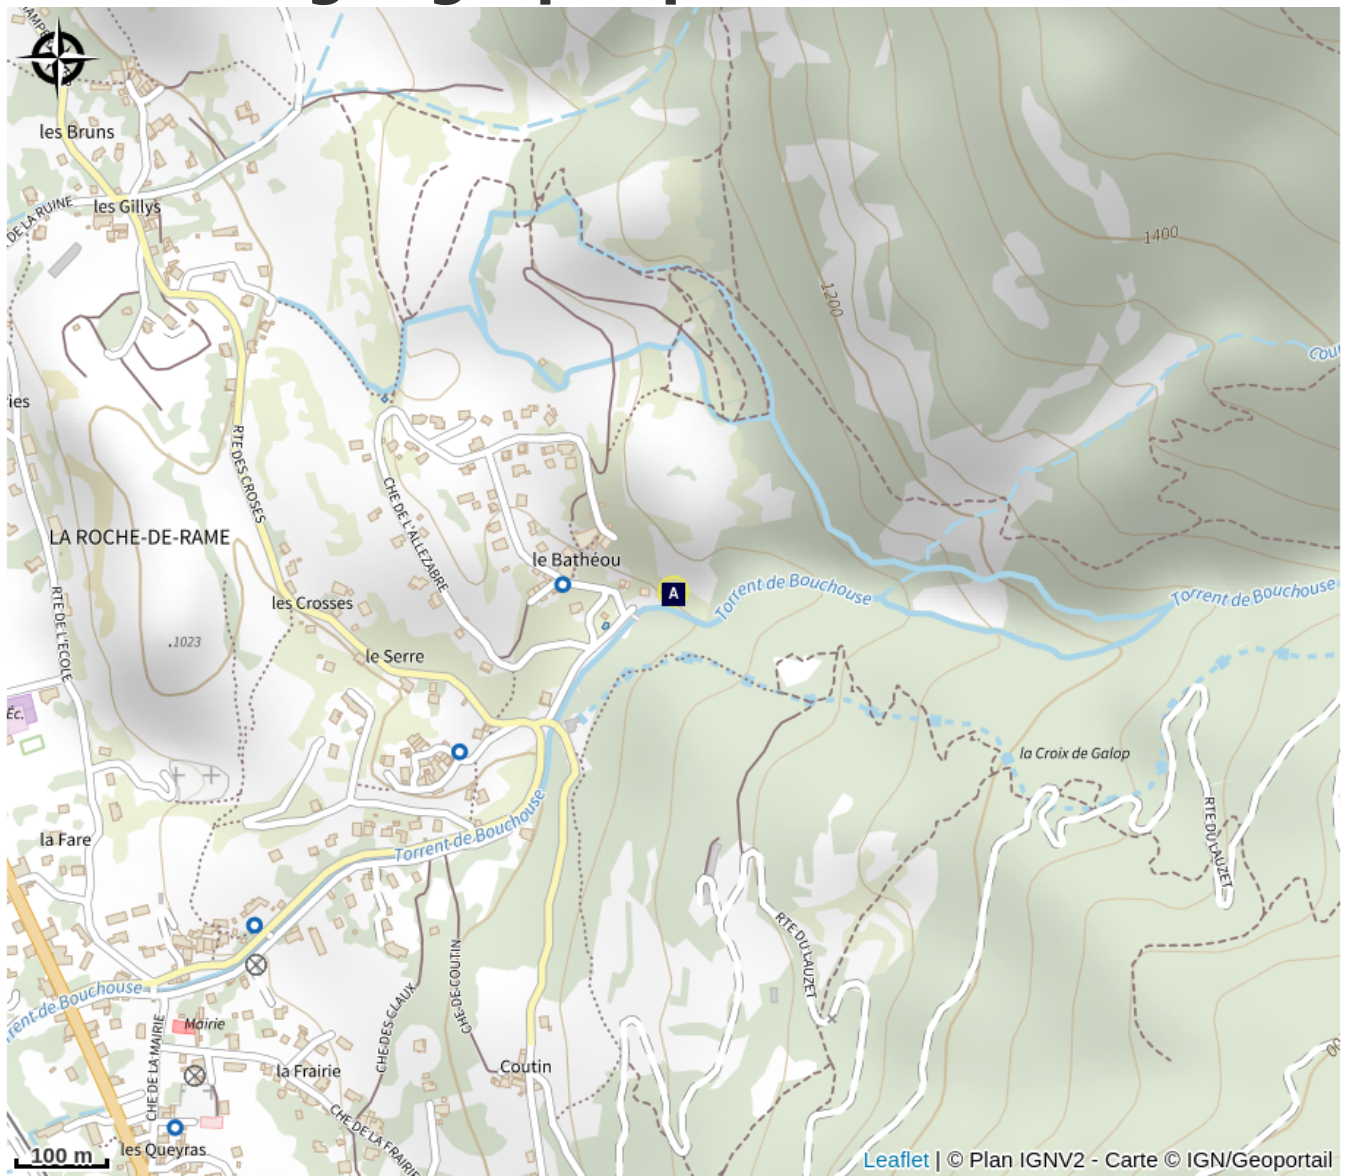 les Bruns
les Gillys
DE LA RUINE
1400
1200
RTE DES CROSSES
CHE DE L'ALLEZABRE
LA ROCHE-DE-RAME
le Bathéou
A
Torrent de Bouchouse
Torrent de Bouchouse
les Crosses
RTE DE L'ECOLE
.1023
le Serre
Éc.
la Croix de Galop
RTE DU LAUZET
Torrent de Bouchouse
la Fare
RTE DU LAUZET
CHE DE COUTIN
CHE DES CLAUX
rrent de Bouchouse
Mairie
CHE DE LA MAIRIE
la Frairie
Coutin
CHE DE LA FRAIRIE
les Queyras
100 m
Leaflet | © Plan IGNV2 - Carte © IGN/Geoportail